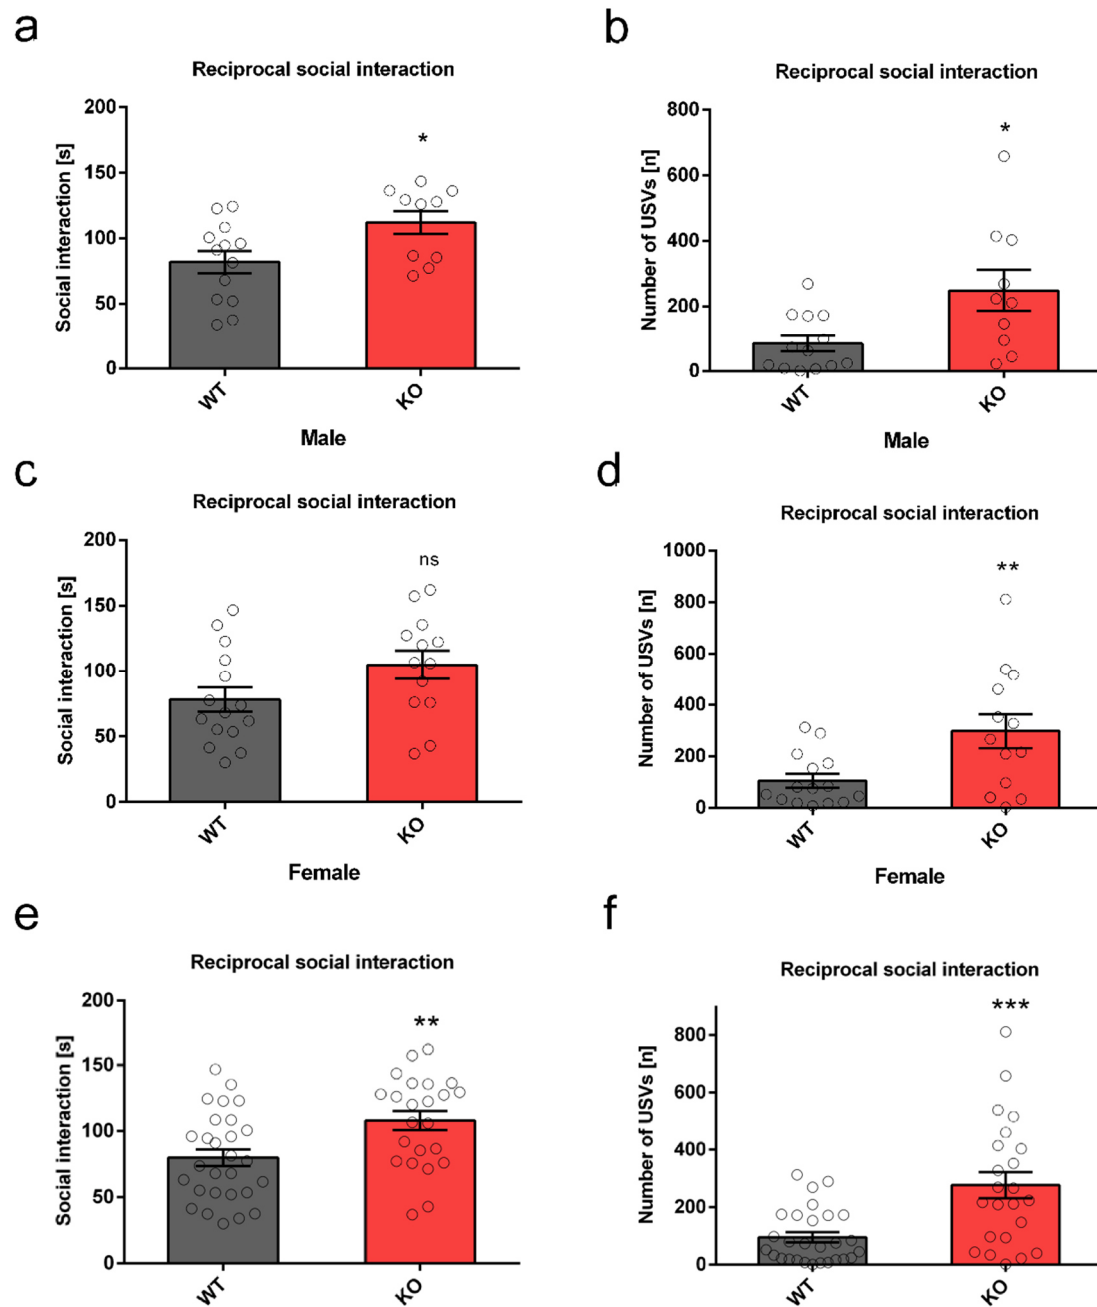 a
Reciprocal social interaction
Social interaction [s]
200
150
100
50
0
*
WT
KO
Male
b
Reciprocal social interaction
Number of USVs [n]
800
600
400
200
0
*
WT
KO
Male
c
Reciprocal social interaction
Social interaction [s]
200
150
100
50
0
ns
WT
KO
Female
d
Reciprocal social interaction
Number of USVs [n]
1000
800
600
400
200
0
**
WT
KO
Female
e
Reciprocal social interaction
Social interaction [s]
200
150
100
50
0
**
WT
KO
f
Reciprocal social interaction
Number of USVs [n]
800
600
400
200
0
***
WT
KO